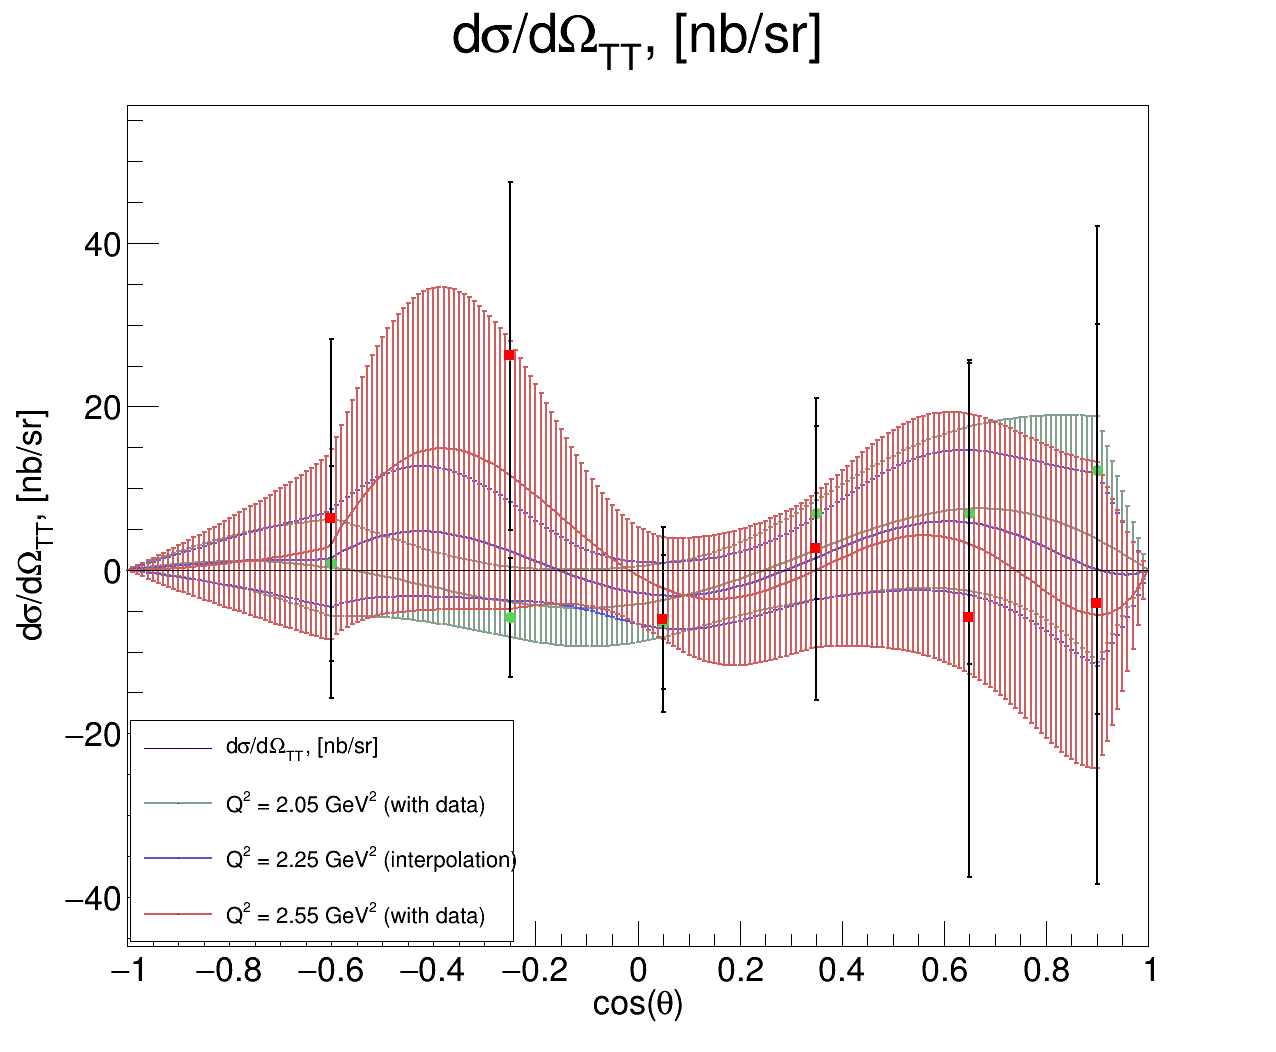 dσ/dΩ_TT, [nb/sr]
dσ/dΩ_TT, [nb/sr]
40
20
0
−20
−40
dσ/dΩ_TT, [nb/sr]
Q² = 2.05 GeV² (with data)
Q² = 2.25 GeV² (interpolation)
Q² = 2.55 GeV² (with data)
−1 −0.8 −0.6 −0.4 −0.2 0 0.2 0.4 0.6 0.8 1
cos(θ)